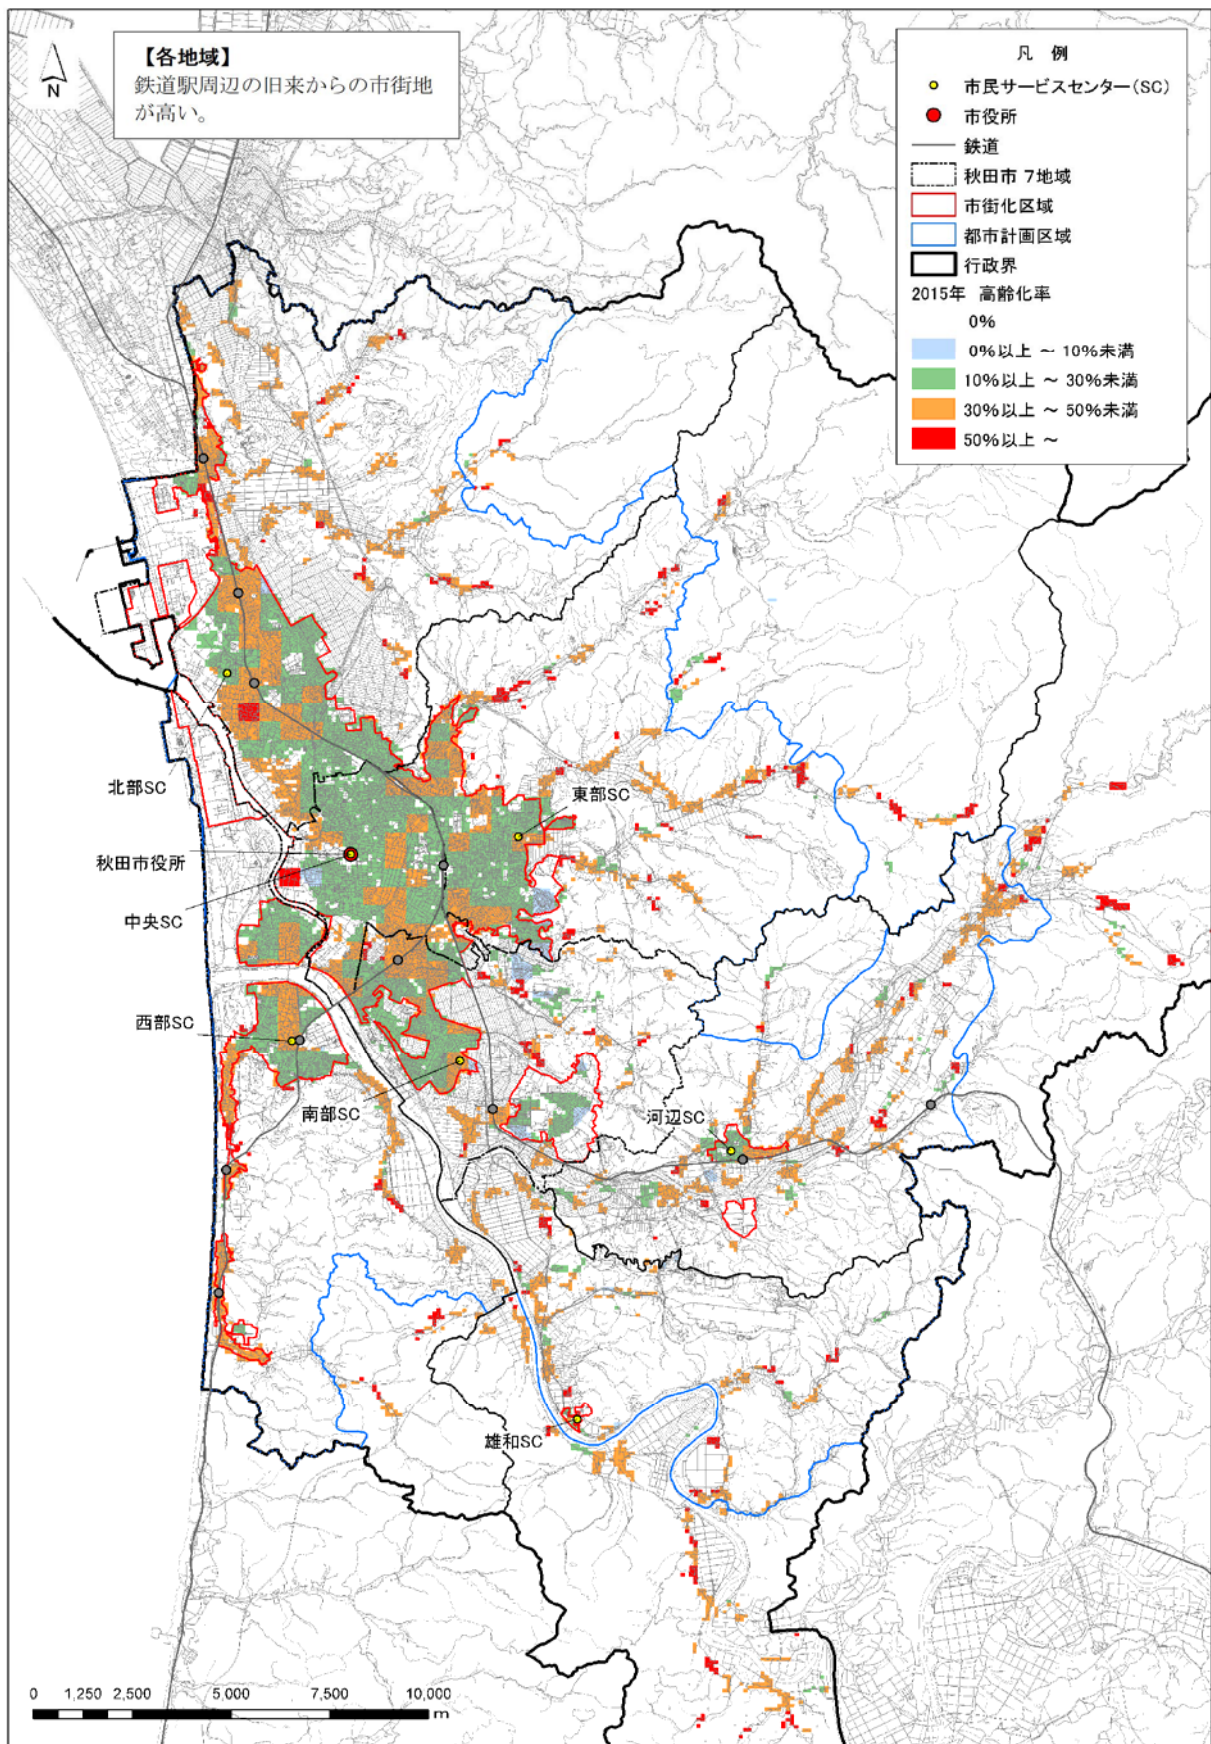 【各地域】
鉄道駅周辺の旧来からの市街地
が高い。
N
凡 例
市民サービスセンター(SC)
市役所
鉄道
秋田市 7地域
市街化区域
都市計画区域
行政界
2015年 高齢化率
0%
0%以上 ~ 10%未満
10%以上 ~ 30%未満
30%以上 ~ 50%未満
50%以上 ~
北部SC
東部SC
秋田市役所
中央SC
西部SC
南部SC
河辺SC
雄和SC
0 1,250 2,500 5,000 7,500 10,000
m